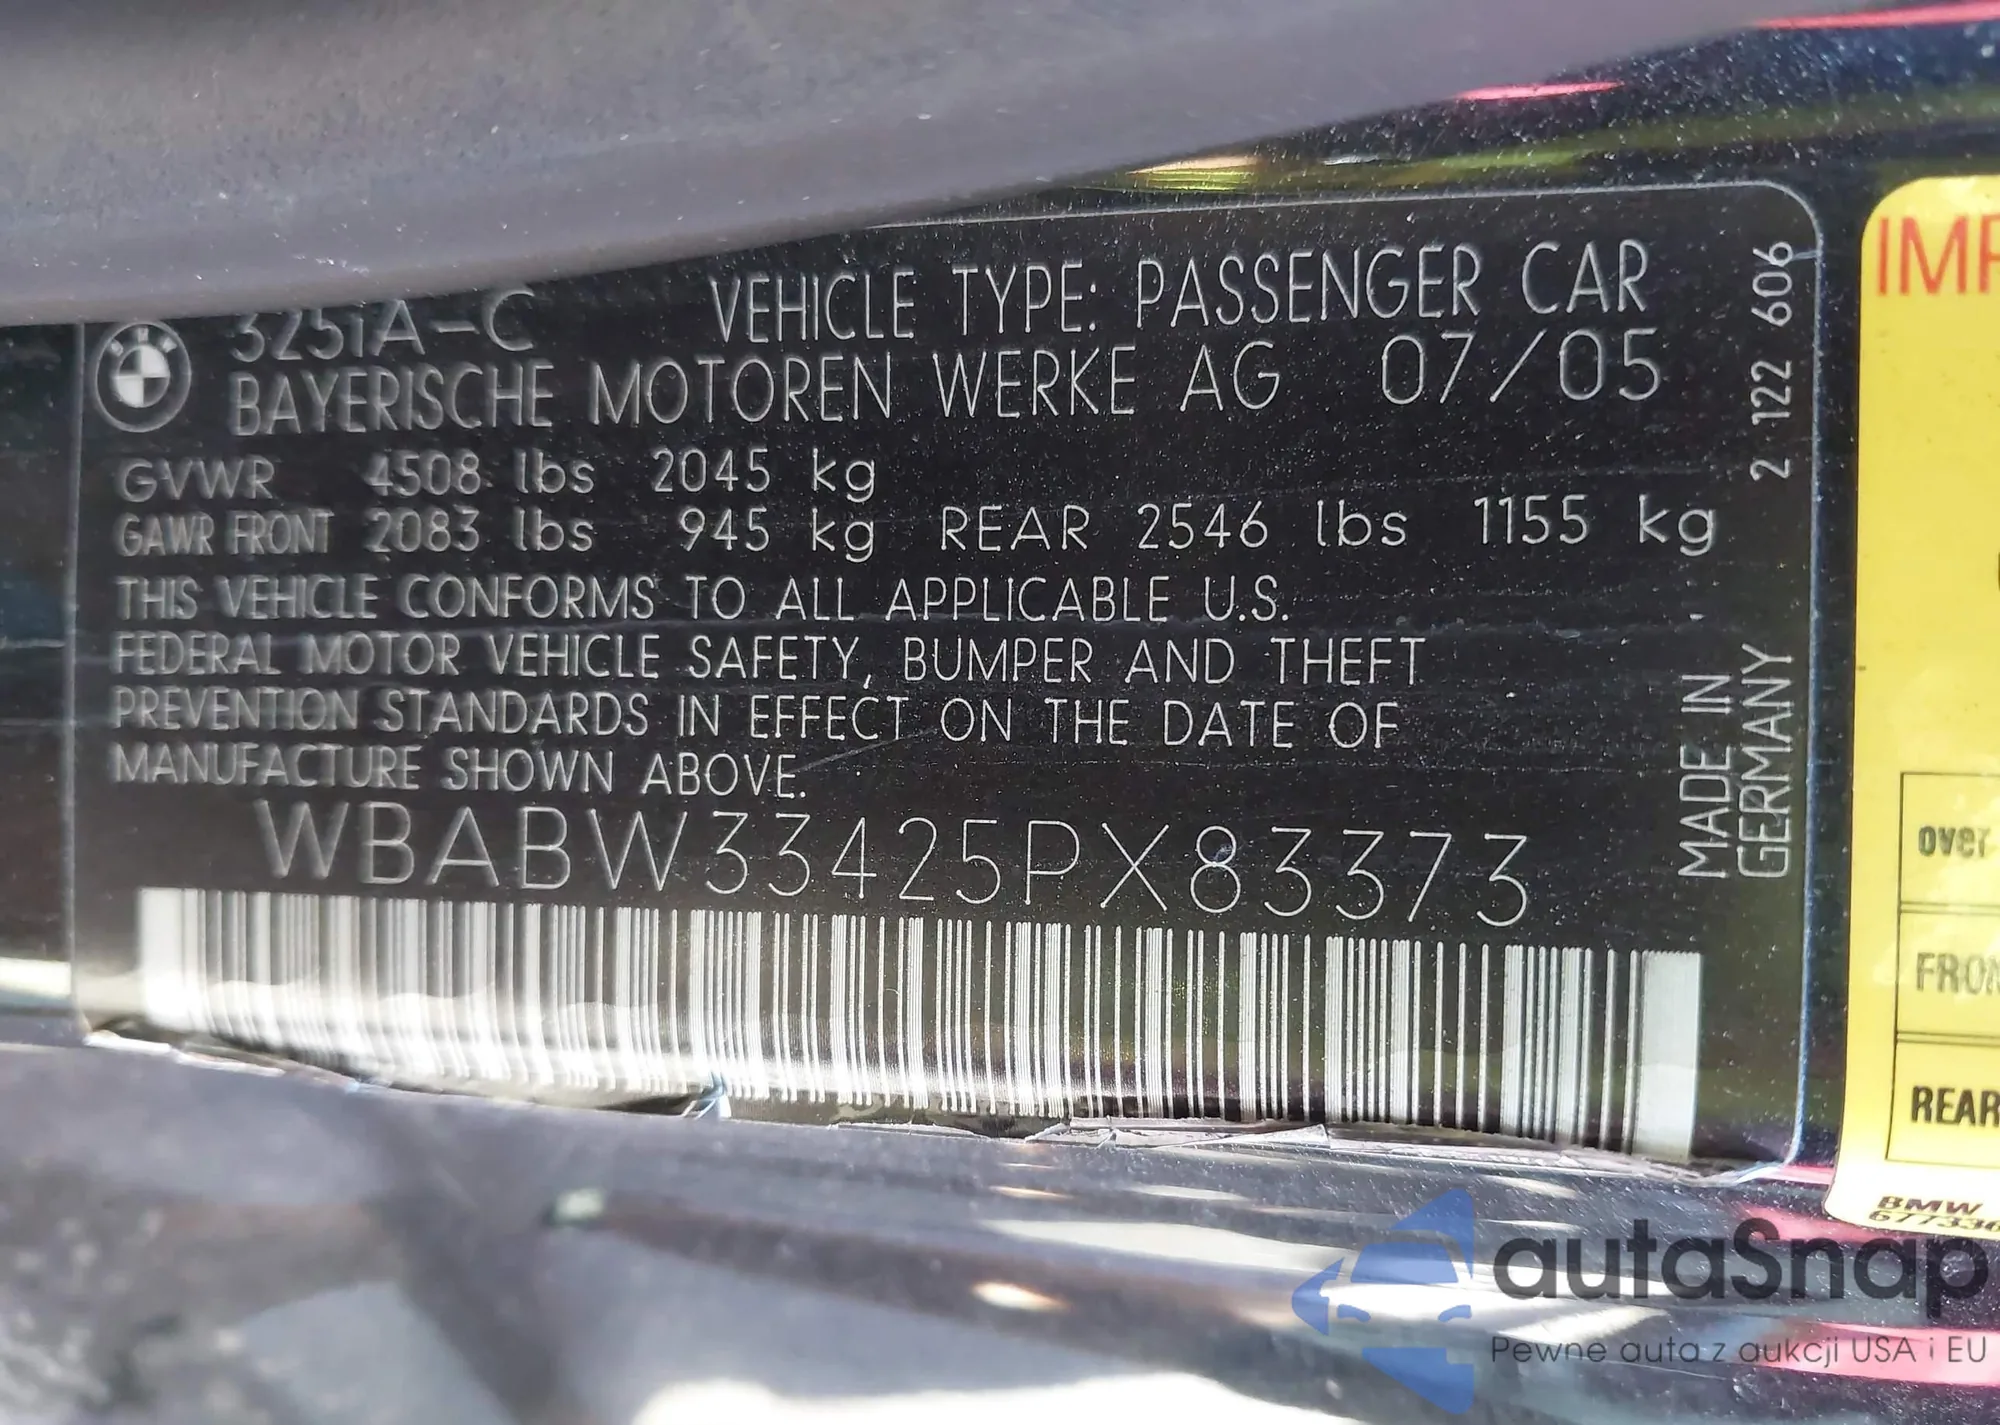 325iA-C VEHICLE TYPE: PASSENGER CAR
BAYERISCHE MOTOREN WERKE AG 07/05
GVWR 4508 lbs 2045 kg
GAWR FRONT 2083 lbs 945 kg REAR 2546 lbs 1155 kg
THIS VEHICLE CONFORMS TO ALL APPLICABLE U.S.
FEDERAL MOTOR VEHICLE SAFETY, BUMPER AND THEFT
PREVENTION STANDARDS IN EFFECT ON THE DATE OF
MANUFACTURE SHOWN ABOVE.
WBABW33425PX83373
2 122 606
MADE IN
GERMANY
BMW
over
REAR
BMW
autaSnap
Pewne auta z aukcji USA i EU